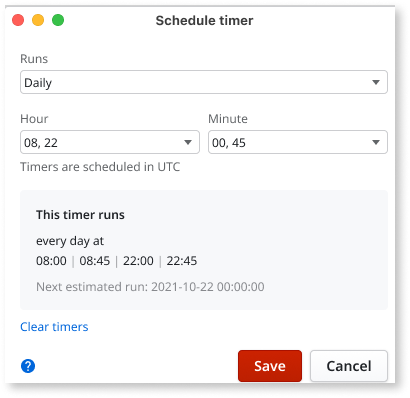 Schedule timer
Runs
Daily
Hour Minute
08, 22 00, 45
Timers are scheduled in UTC
This timer runs
every day at
08:00 | 08:45 | 22:00 | 22:45
Next estimated run: 2021-10-22 00:00:00
Clear timers
? Save Cancel